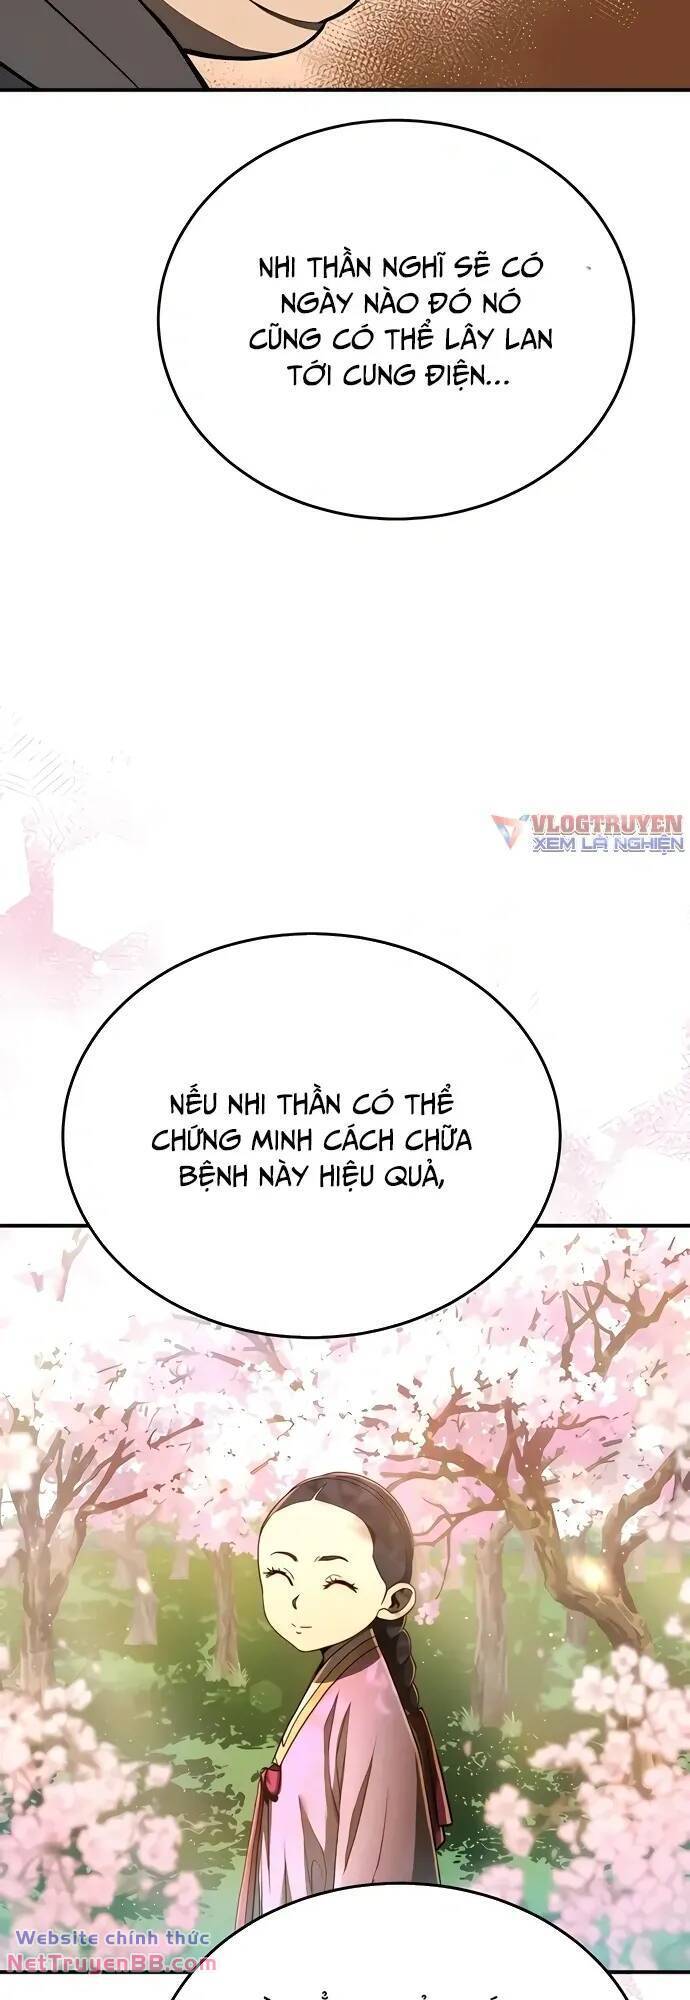 NHI THẦN NGHĨ SẼ CÓ
NGÀY NÀO ĐÓ NÓ
CŨNG CÓ THỂ LÂY LAN
TỚI CUNG ĐIỆN...
VLOGTRUYEN
XEM LÀ NGHIỆN
NẾU NHI THẦN CÓ THỂ
CHỨNG MINH CÁCH CHỮA
BỆNH NÀY HIỆU QUẢ,
Website chính thức
NetTruyenBB.com